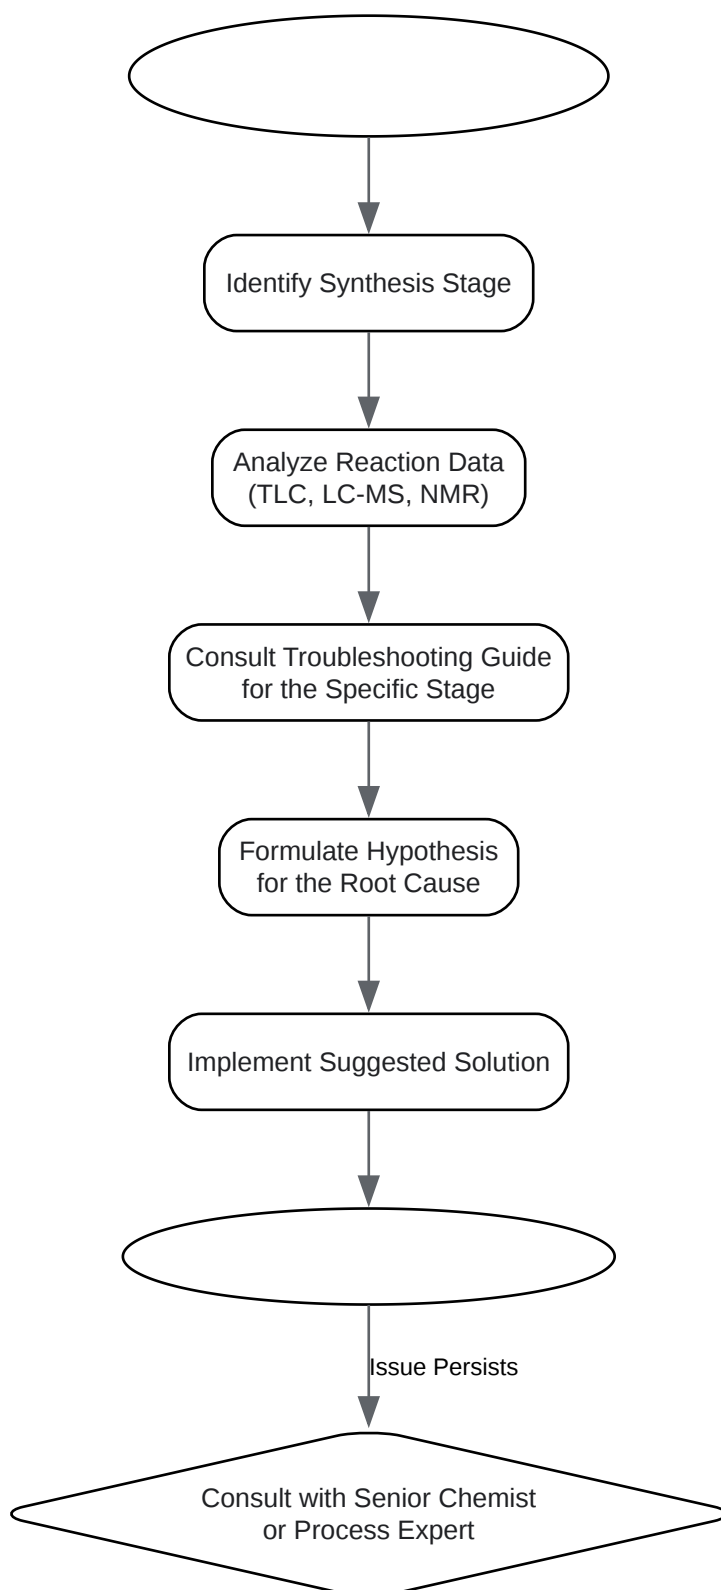 Identify Synthesis Stage
Analyze Reaction Data
(TLC, LC-MS, NMR)
Consult Troubleshooting Guide
for the Specific Stage
Formulate Hypothesis
for the Root Cause
Implement Suggested Solution
Issue Persists
Consult with Senior Chemist
or Process Expert